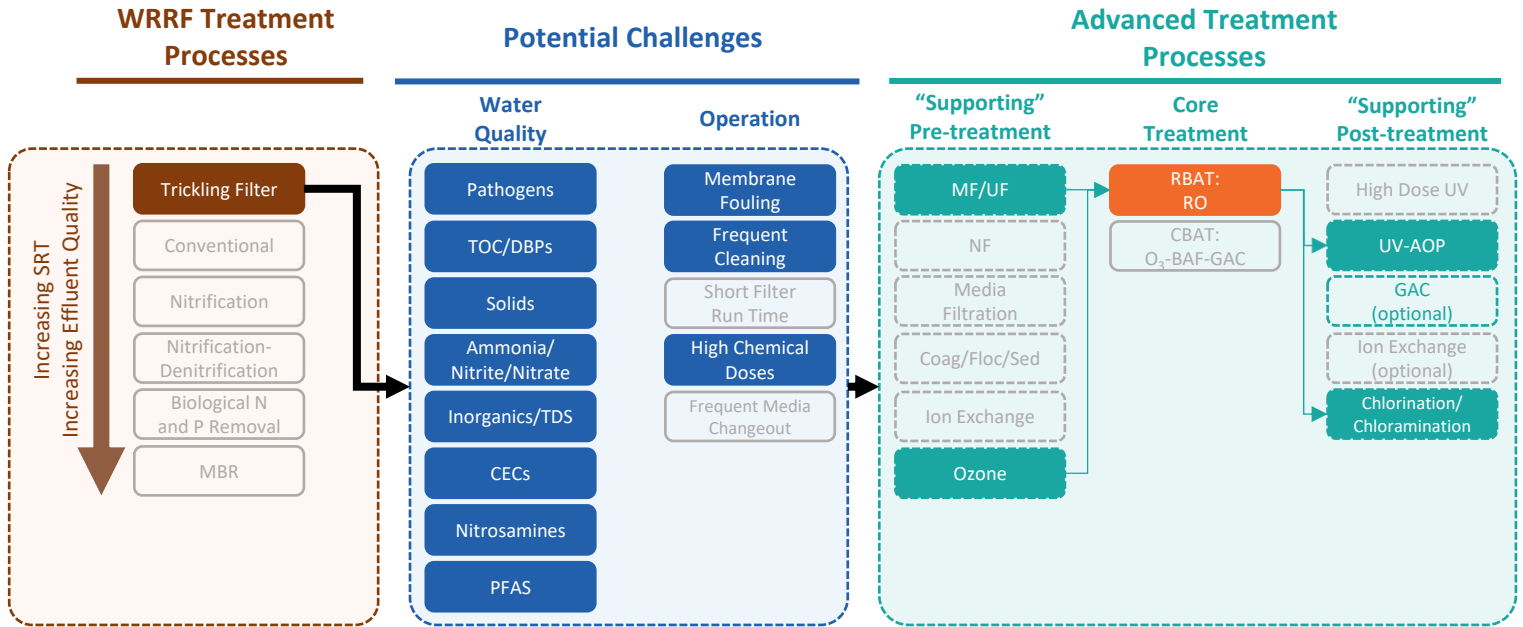 WRRF Treatment
Processes
Increasing SRT
Increasing Effluent Quality
Trickling Filter
Conventional
Nitrification
Nitrification-
Denitrification
Biological N
and P Removal
MBR
Potential Challenges
Water
Quality
Pathogens
TOC/DBPs
Solids
Ammonia/
Nitrite/Nitrate
Inorganics/TDS
CECs
Nitrosamines
PFAS
Operation
Membrane
Fouling
Frequent
Cleaning
Short Filter
Run Time
High Chemical
Doses
Frequent Media
Changeout
Advanced Treatment
Processes
“Supporting”
Pre-treatment
MF/UF
NF
Media
Filtration
Coag/Floc/Sed
Ion Exchange
Ozone
Core
Treatment
RBAT:
RO
CBAT:
O₃-BAF-GAC
“Supporting”
Post-treatment
High Dose UV
UV-AOP
GAC
(optional)
Ion Exchange
(optional)
Chlorination/
Chloramination